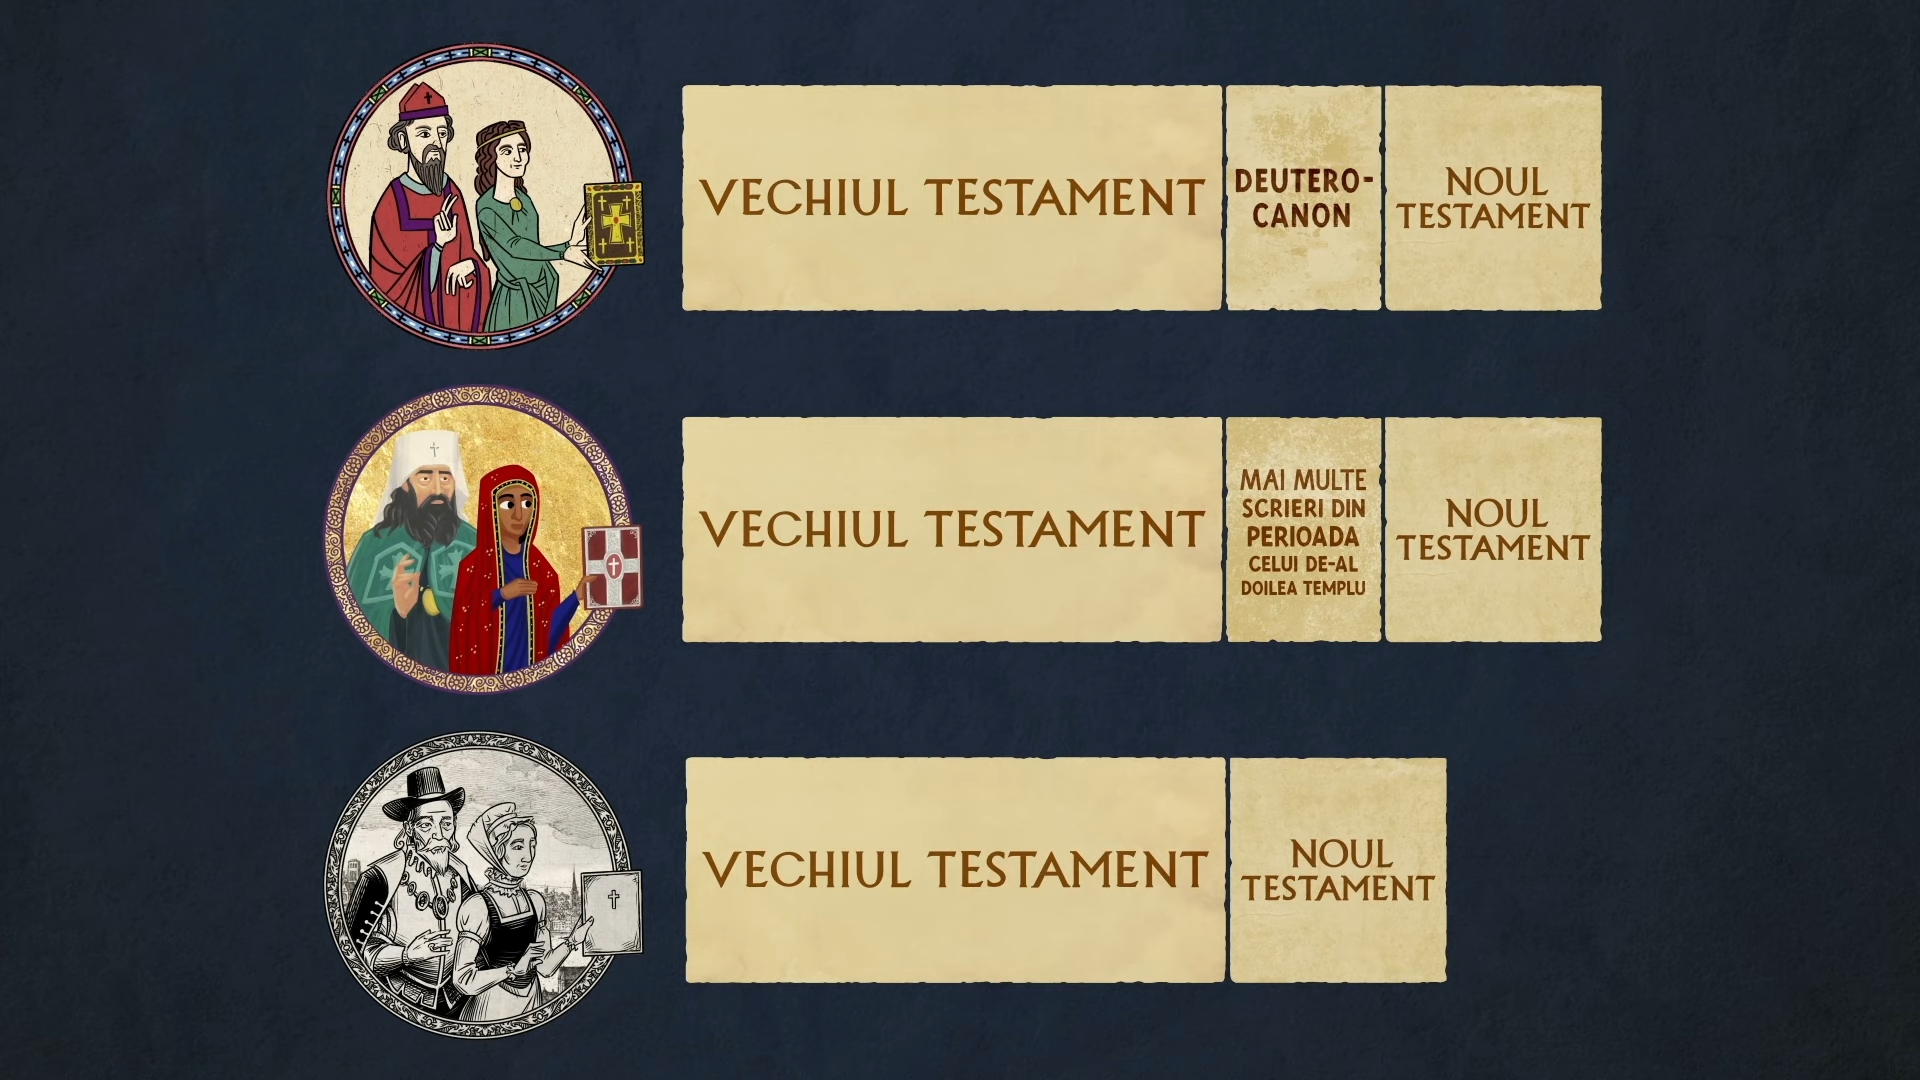 VECHIUL TESTAMENT
DEUTERO-
CANON
NOUL
TESTAMENT
VECHIUL TESTAMENT
MAI MULTE
SCRIERI DIN
PERIOADA
CELUI DE-AL
DOILEA TEMPLU
NOUL
TESTAMENT
VECHIUL TESTAMENT
NOUL
TESTAMENT